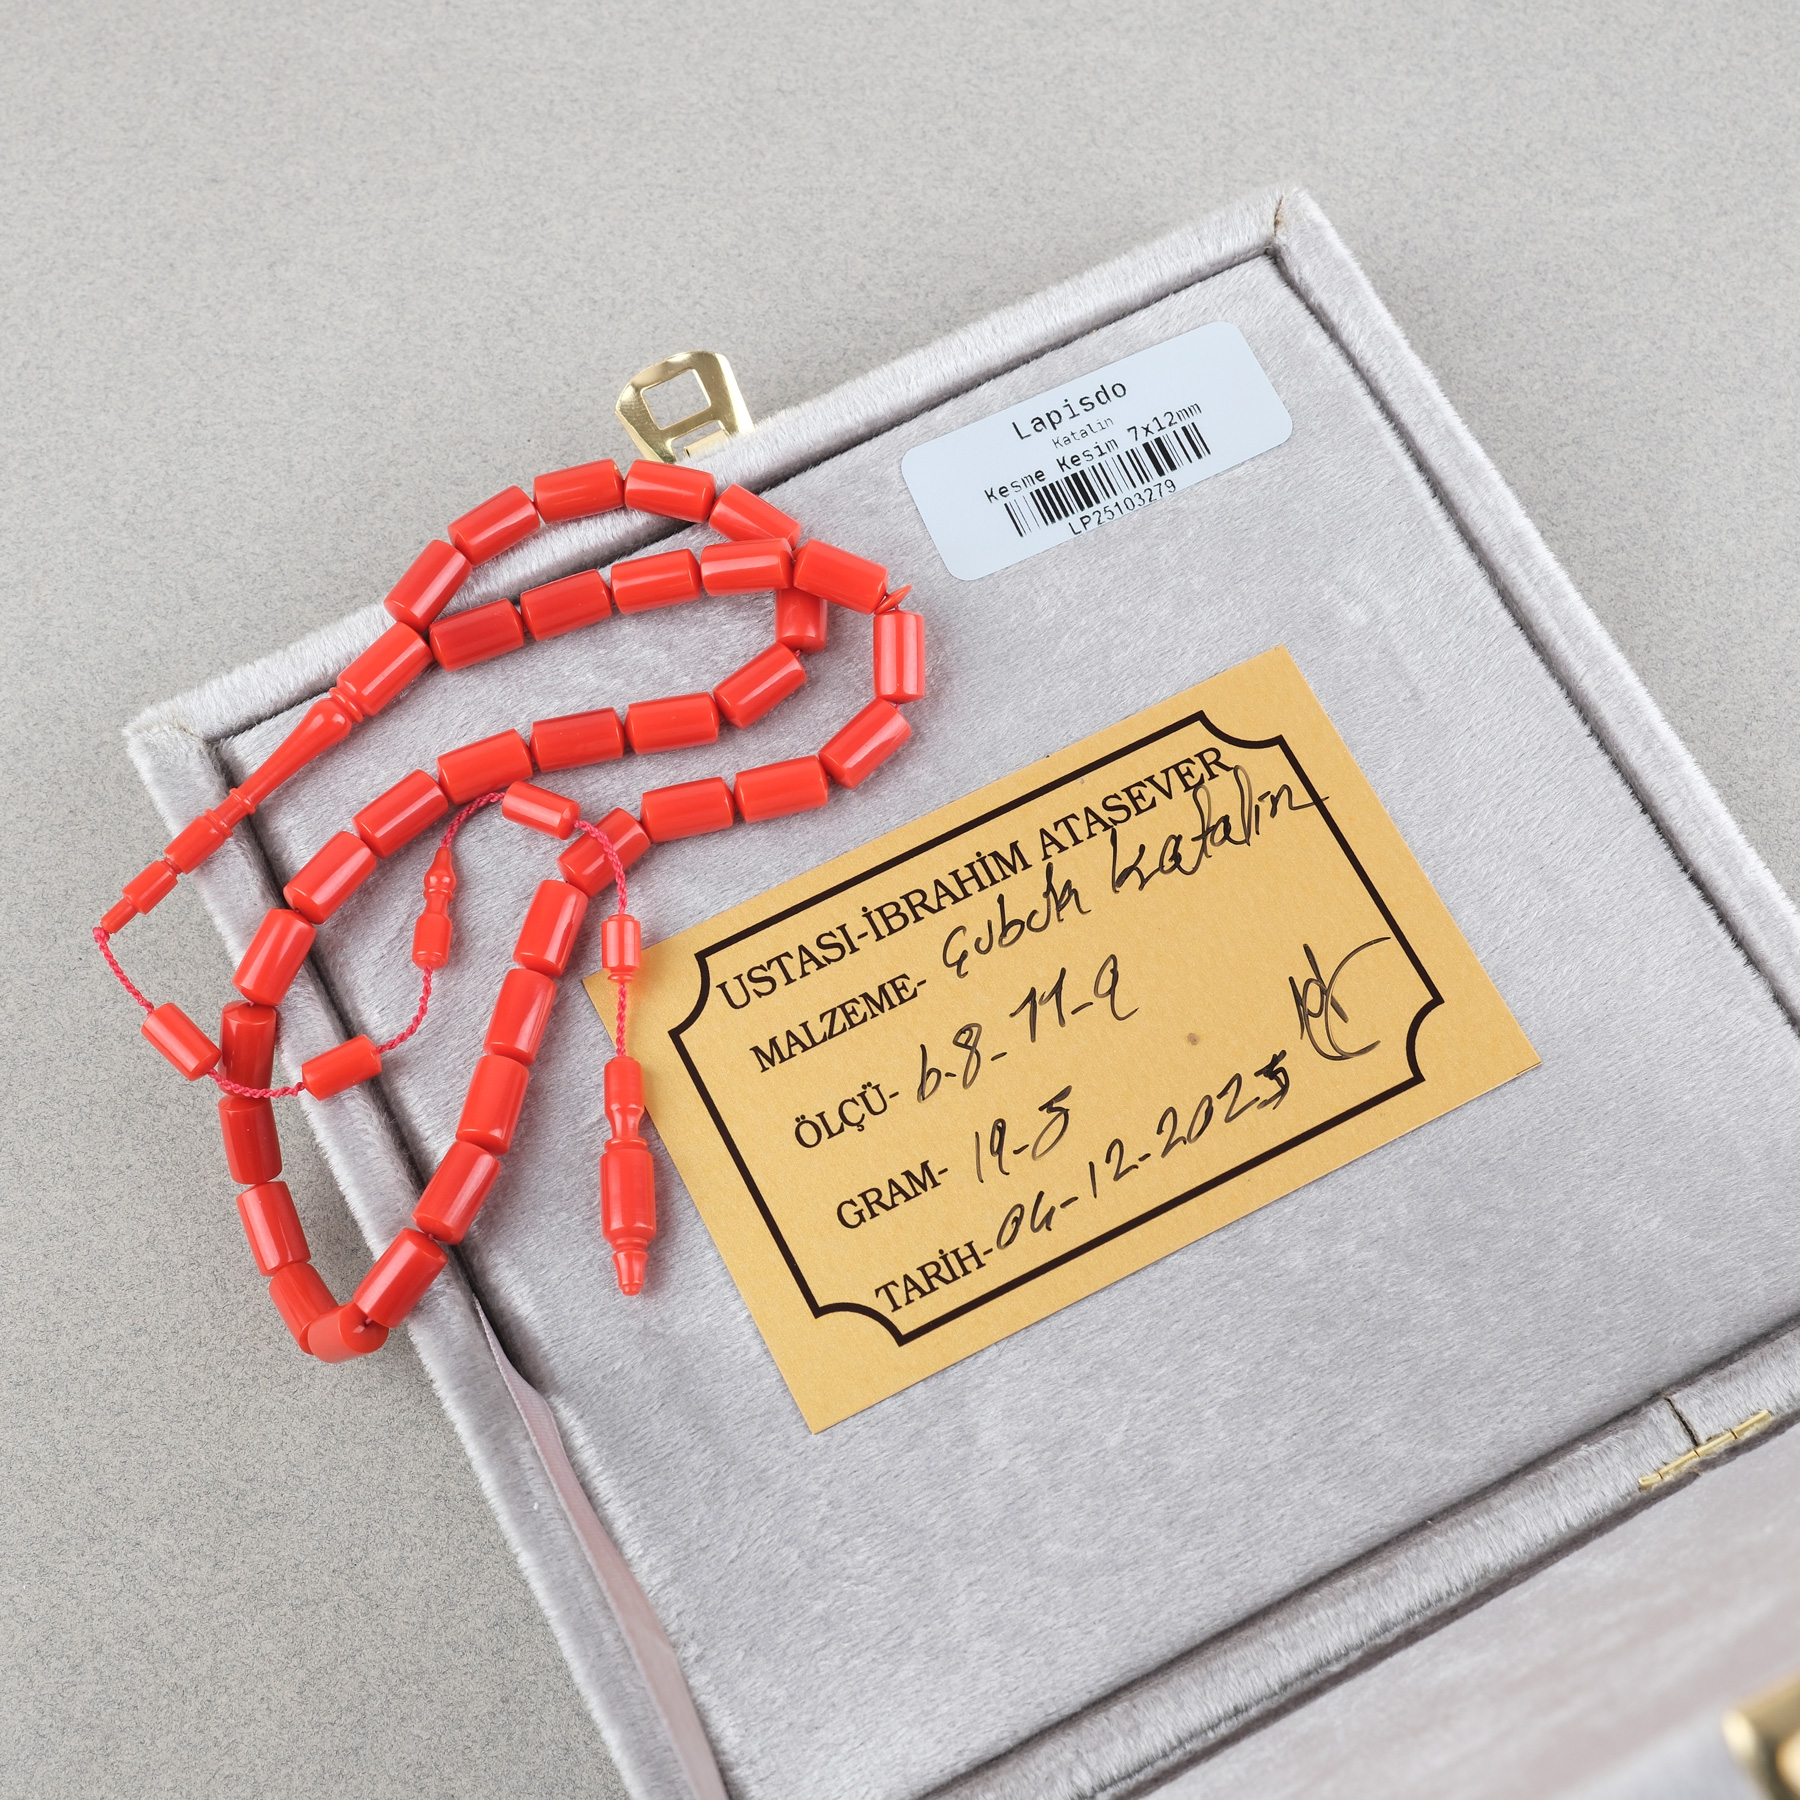 Lapisdo
Katalin
Kesme Kesim 7x12mm
LP25103279
USTASI-İBRAHİM ATASEVER
MALZEME- Çubuk Katalin
ÖLÇÜ- 6-8-11-9
GRAM- 19-5
TARİH- 04-12-2025